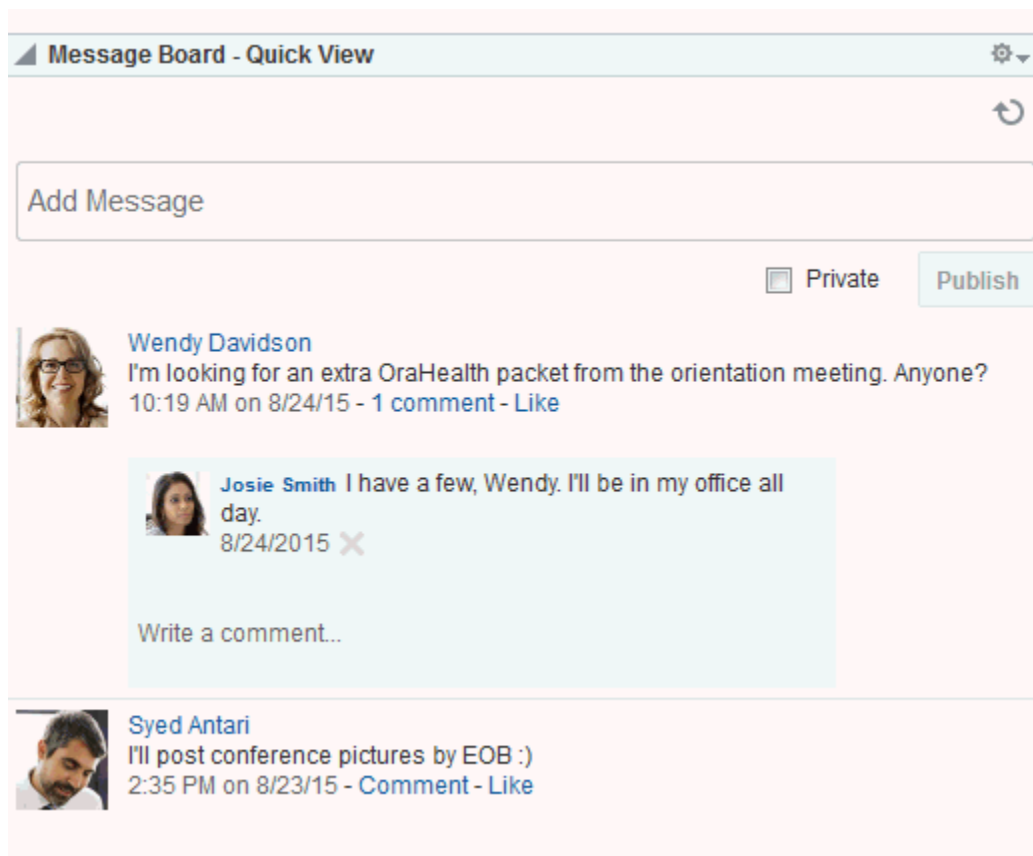 Message Board - Quick View
Add Message
Private
Publish
Wendy Davidson
I'm looking for an extra OraHealth packet from the orientation meeting. Anyone?
10:19 AM on 8/24/15 - 1 comment - Like
Josie Smith I have a few, Wendy. I'll be in my office all
day.
8/24/2015
Write a comment...
Syed Antari
I'll post conference pictures by EOB :)
2:35 PM on 8/23/15 - Comment - Like